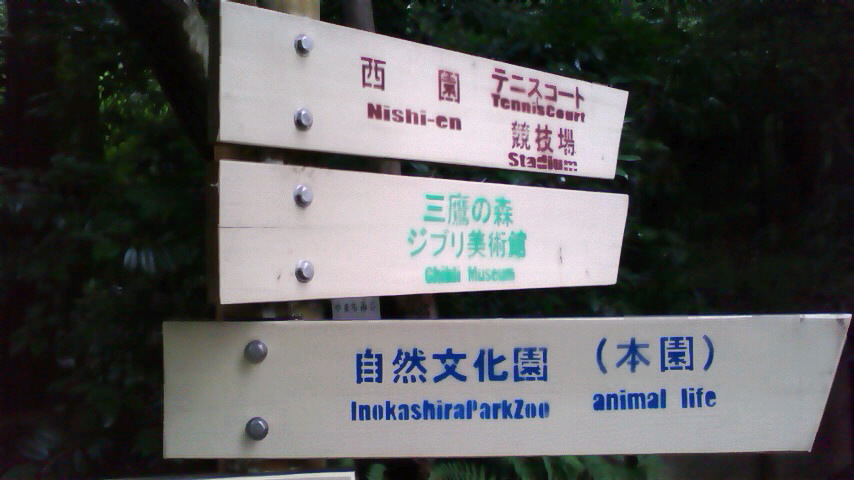 西園
Nishi-en
テニスコート
TennisCourt
競技場
Stadium
三鷹の森
ジブリ美術館
Ghibli Museum
自然文化園 (本園)
InokashiraParkZoo animal life